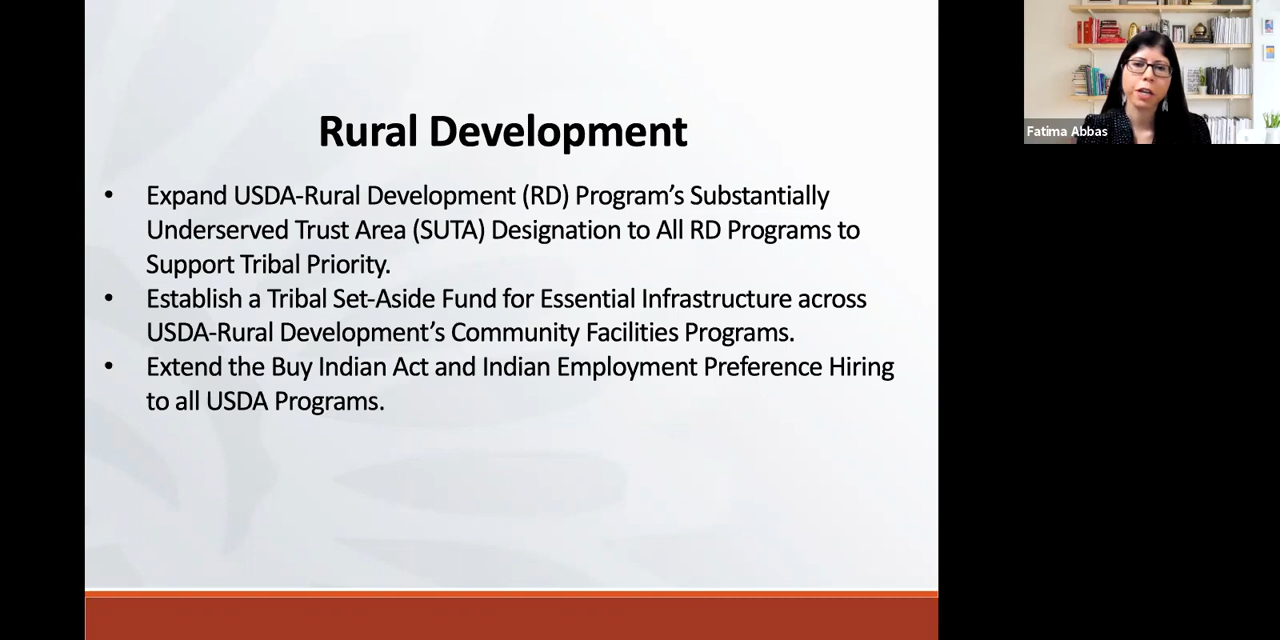 Rural Development
• Expand USDA-Rural Development (RD) Program's Substantially
Underserved Trust Area (SUTA) Designation to All RD Programs to
Support Tribal Priority.
• Establish a Tribal Set-Aside Fund for Essential Infrastructure across
USDA-Rural Development's Community Facilities Programs.
• Extend the Buy Indian Act and Indian Employment Preference Hiring
to all USDA Programs.
Fatima Abbas